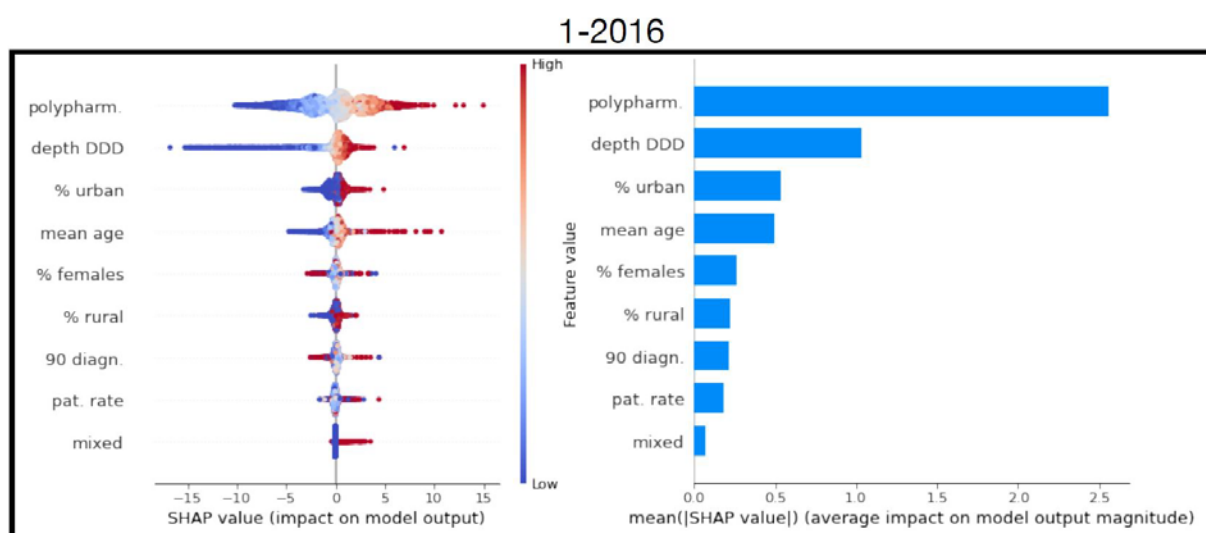 1-2016
High
polypharm.
depth DDD
% urban
mean age
% females
% rural
90 diagn.
pat. rate
mixed
Low
−15 −10 −5 0 5 10 15
SHAP value (impact on model output)
Feature value
polypharm.
depth DDD
% urban
mean age
% females
% rural
90 diagn.
pat. rate
mixed
0.0 0.5 1.0 1.5 2.0 2.5
mean(|SHAP value|) (average impact on model output magnitude)